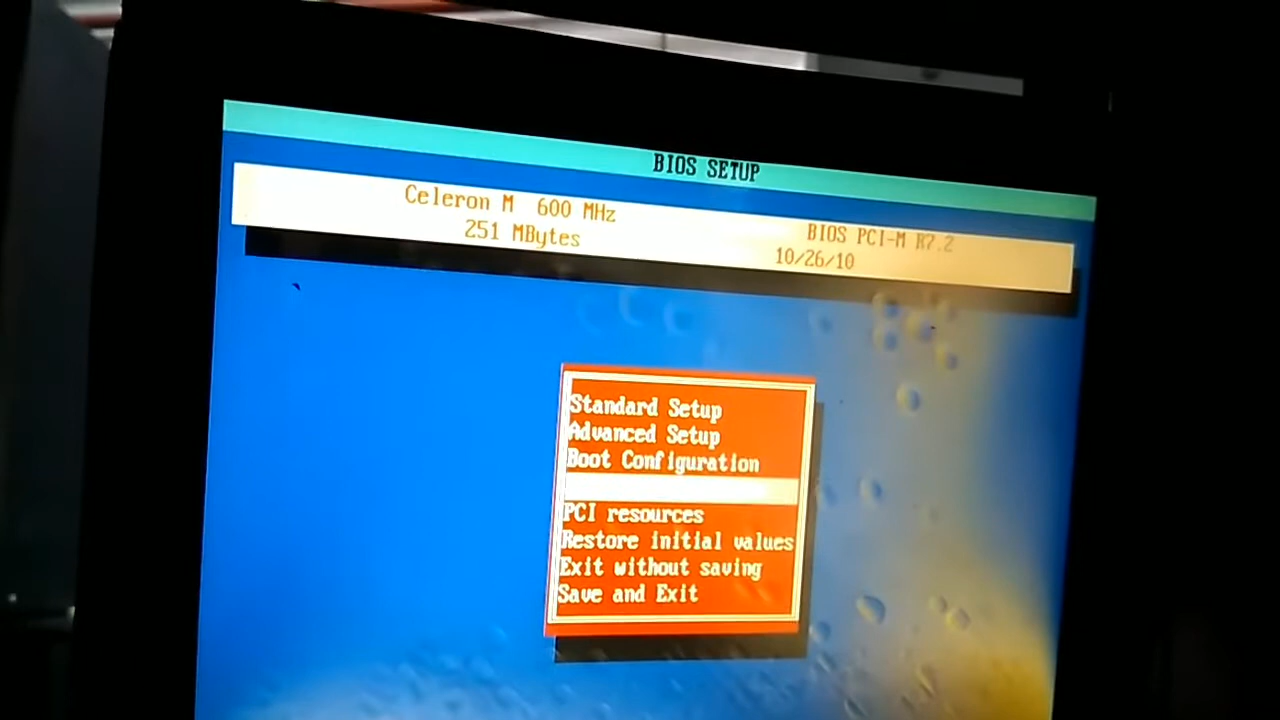 BIOS SETUP
Celeron M 600 MHz
BIOS PCI-M R7.2
251 MBytes
10/26/10
Standard Setup
Advanced Setup
Boot Configuration
PCI resources
Restore initial values
Exit without saving
Save and Exit